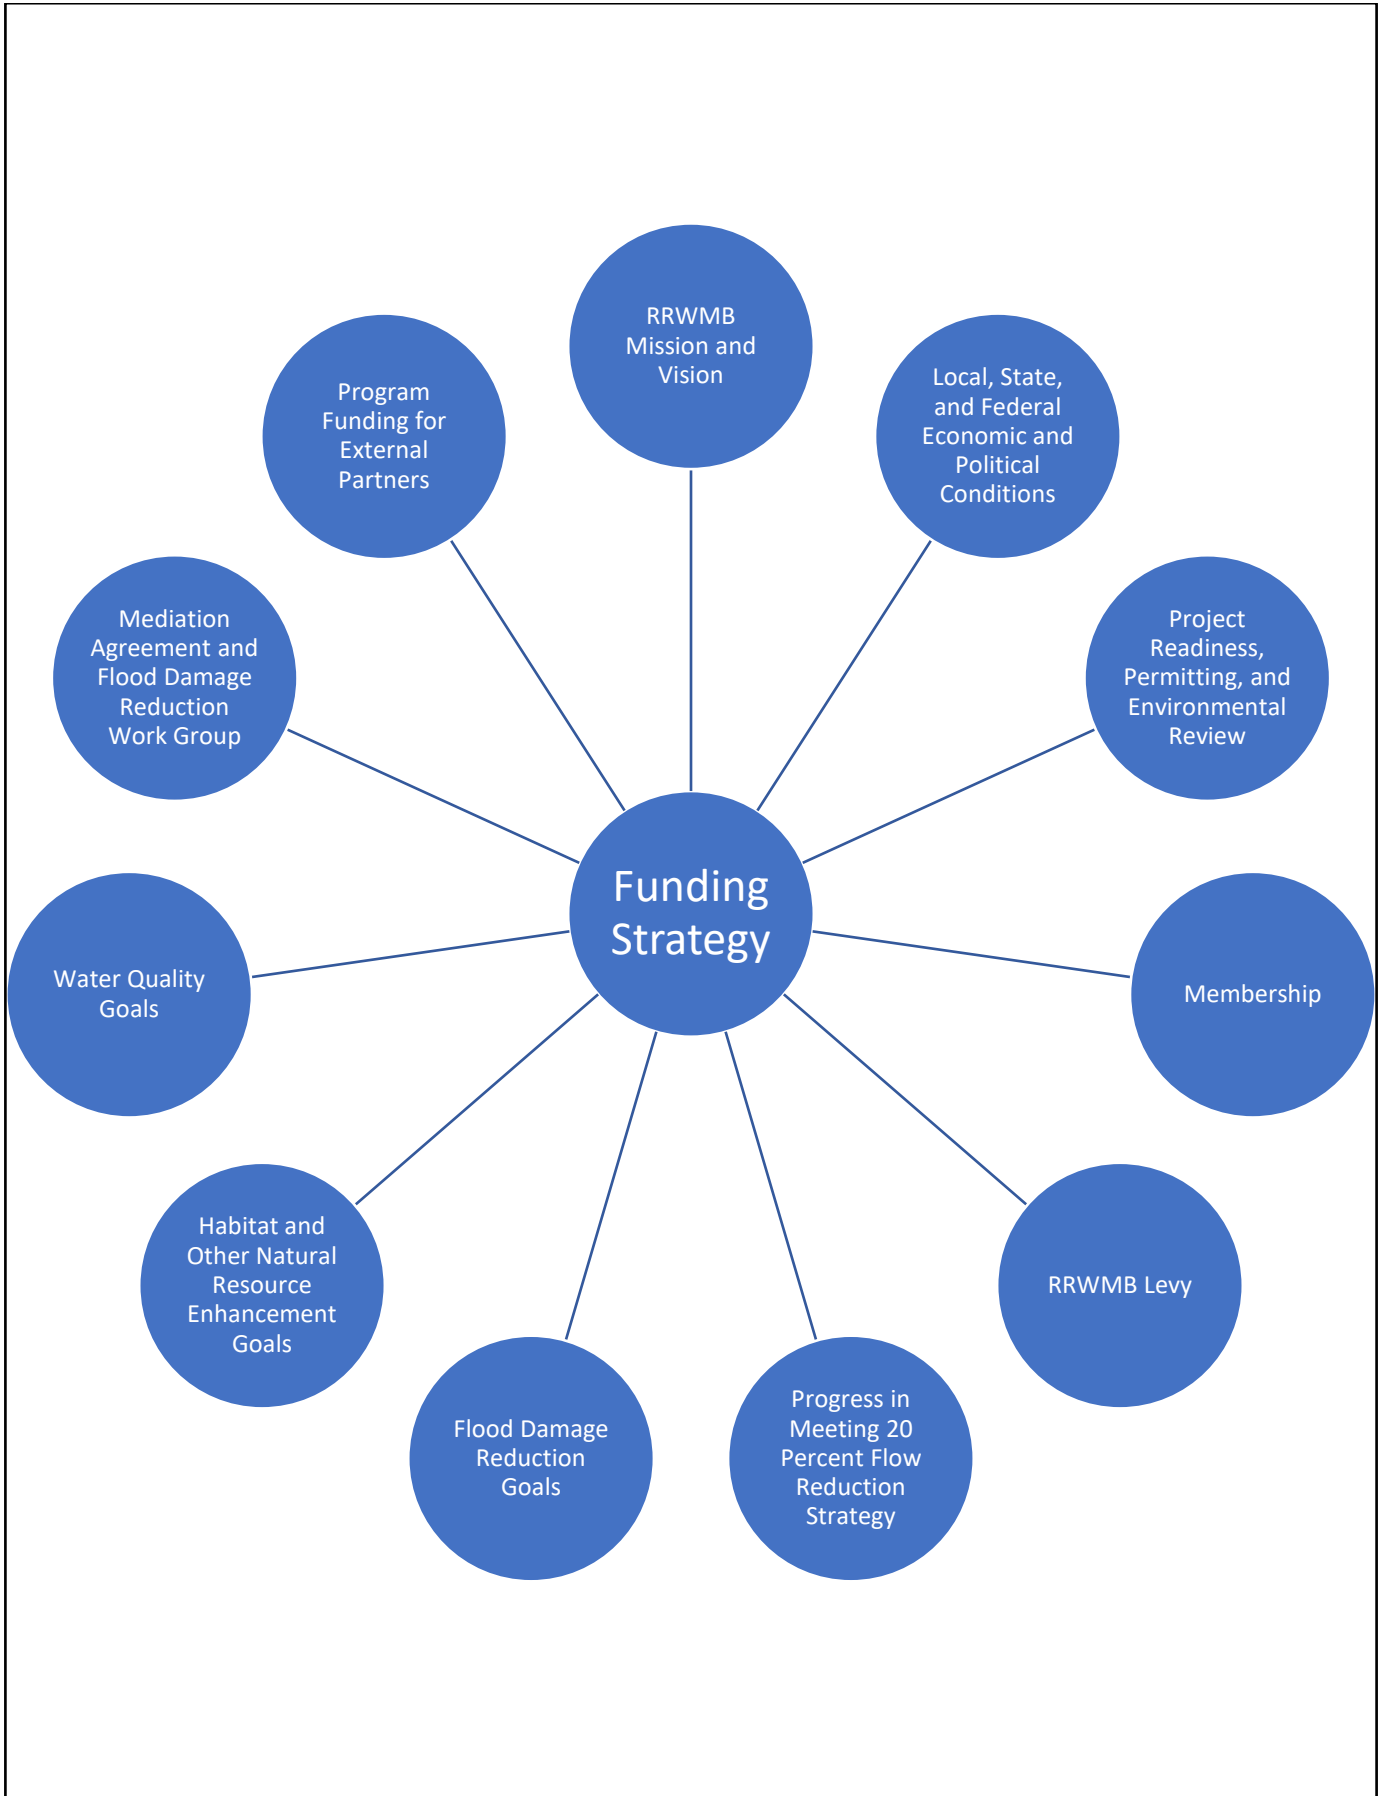 RRWMB
Mission and
Vision
Local, State,
and Federal
Economic and
Political
Conditions
Project
Readiness,
Permitting, and
Environmental
Review
Membership
RRWMB Levy
Progress in
Meeting 20
Percent Flow
Reduction
Strategy
Flood Damage
Reduction
Goals
Habitat and
Other Natural
Resource
Enhancement
Goals
Water Quality
Goals
Mediation
Agreement and
Flood Damage
Reduction
Work Group
Program
Funding for
External
Partners
Funding
Strategy